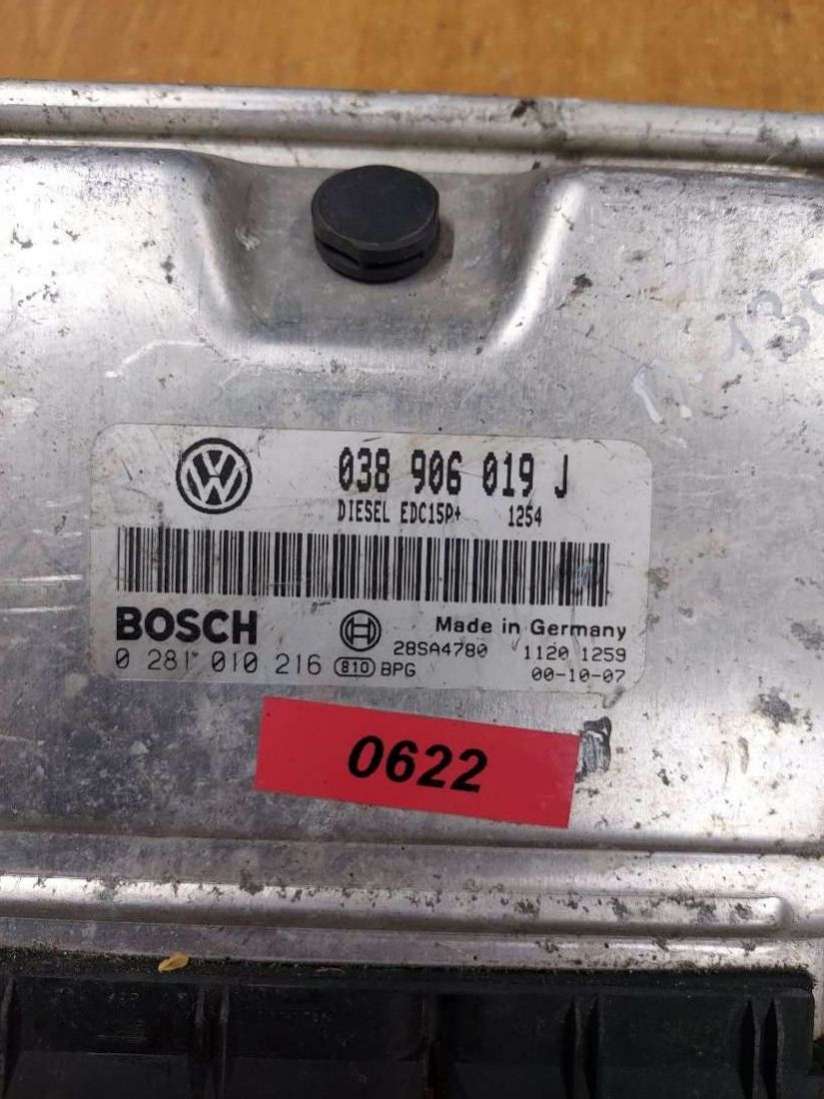 038 906 019 J
DIESEL EDC15P+ 1254
BOSCH
Made in Germany
28SA4780 1120 1259
0 281 010 216 810 BPG 00-10-07
0622